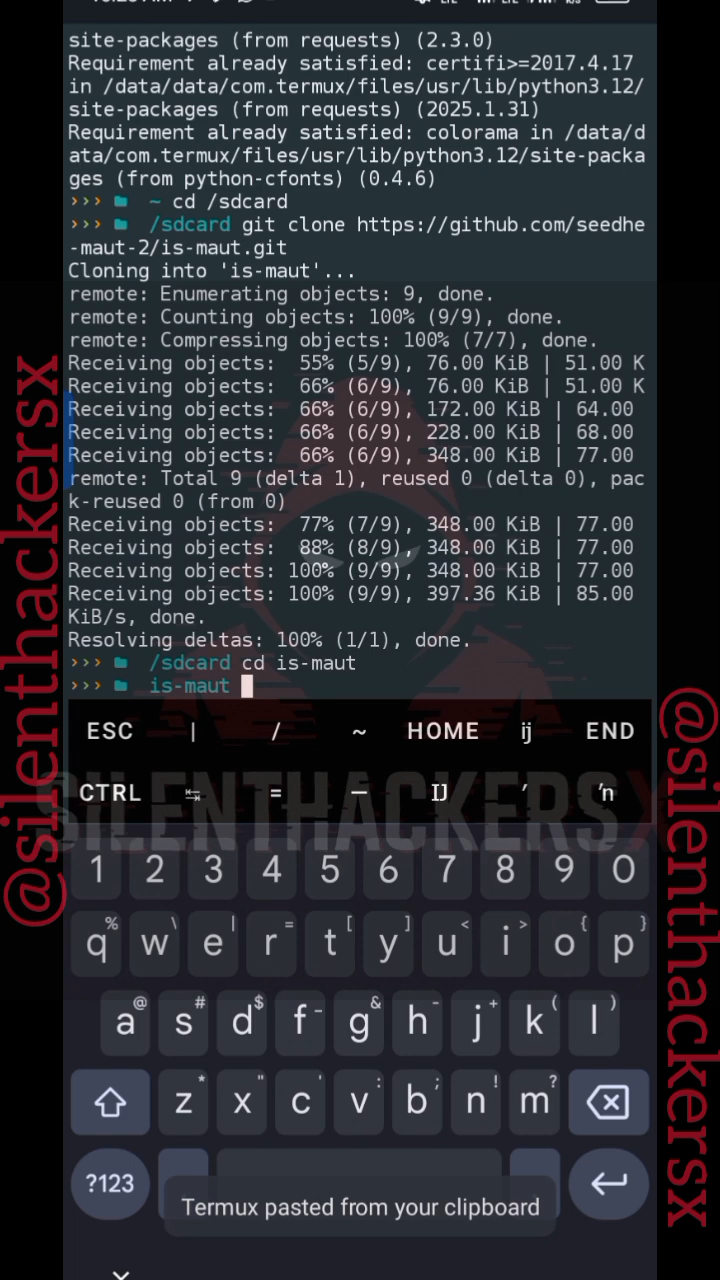 site-packages (from requests) (2.3.0)
Requirement already satisfied: certifi>=2017.4.17
in /data/data/com.termux/files/usr/lib/python3.12/
site-packages (from requests) (2025.1.31)
Requirement already satisfied: colorama in /data/d
ata/com.termux/files/usr/lib/python3.12/site-packa
ges (from python-cfonts) (0.4.6)
››› ~ cd /sdcard
››› /sdcard git clone https://github.com/seedhe
-maut-2/is-maut.git
Cloning into 'is-maut'...
remote: Enumerating objects: 9, done.
remote: Counting objects: 100% (9/9), done.
remote: Compressing objects: 100% (7/7), done.
Receiving objects:  55% (5/9), 76.00 KiB | 51.00 K
Receiving objects:  66% (6/9), 76.00 KiB | 51.00 K
Receiving objects:  66% (6/9), 172.00 KiB | 64.00
Receiving objects:  66% (6/9), 228.00 KiB | 68.00
Receiving objects:  66% (6/9), 348.00 KiB | 77.00
remote: Total 9 (delta 1), reused 0 (delta 0), pac
k-reused 0 (from 0)
Receiving objects:  77% (7/9), 348.00 KiB | 77.00
Receiving objects:  88% (8/9), 348.00 KiB | 77.00
Receiving objects: 100% (9/9), 348.00 KiB | 77.00
Receiving objects: 100% (9/9), 397.36 KiB | 85.00
KiB/s, done.
Resolving deltas: 100% (1/1), done.
››› /sdcard cd is-maut
››› is-maut
ESC | / ~ HOME ij END
CTRL ↹ = – IJ ′ ŉ
SILENTHACKERSX
1 2 3 4 5 6 7 8 9 0
% \ | = [ ] < > { }
q w e r t y u i o p
@ # $ - & - + ( )
a s d f g h j k l
* " ' : ; ! ?
z x c v b n m
?123
Termux pasted from your clipboard
@silenthackersx
@silenthackersx